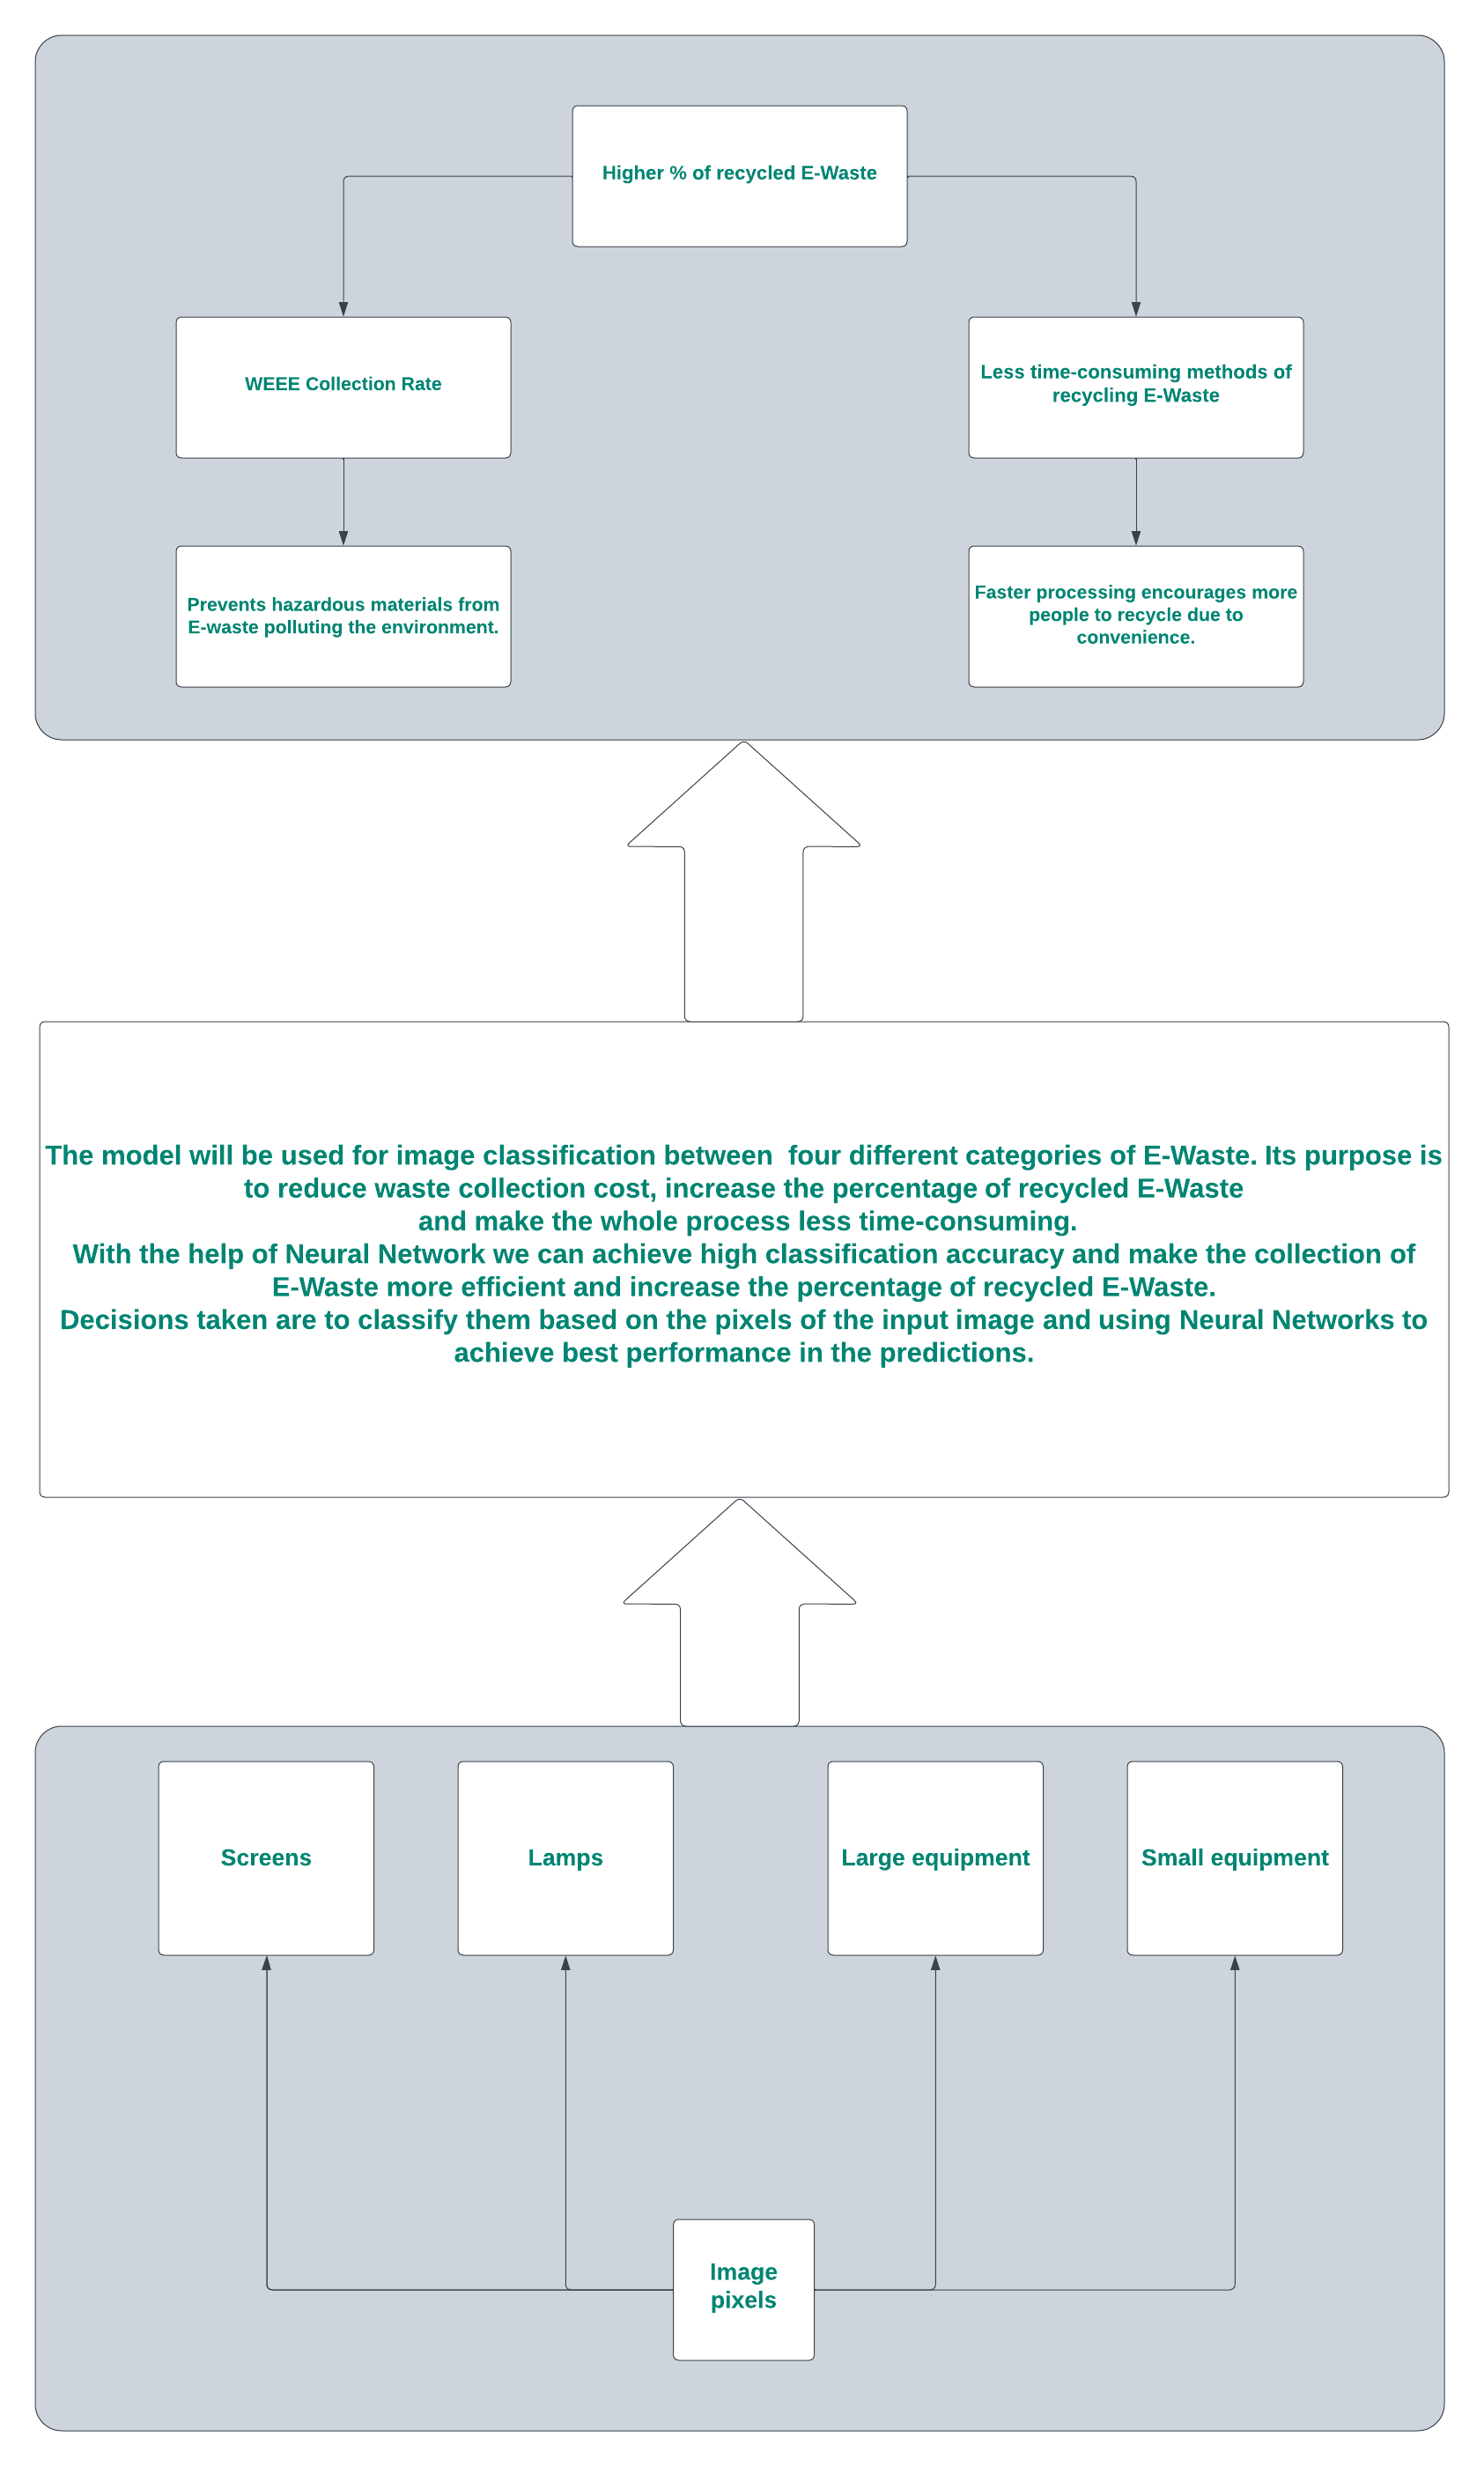 Higher % of recycled E-Waste
WEEE Collection Rate
Less time-consuming methods of
recycling E-Waste
Prevents hazardous materials from
E-waste polluting the environment.
Faster processing encourages more
people to recycle due to
convenience.
The model will be used for image classification between  four different categories of E-Waste. Its purpose is
to reduce waste collection cost, increase the percentage of recycled E-Waste
and make the whole process less time-consuming.
With the help of Neural Network we can achieve high classification accuracy and make the collection of
E-Waste more efficient and increase the percentage of recycled E-Waste.
Decisions taken are to classify them based on the pixels of the input image and using Neural Networks to
achieve best performance in the predictions.
Screens
Lamps
Large equipment
Small equipment
Image
pixels